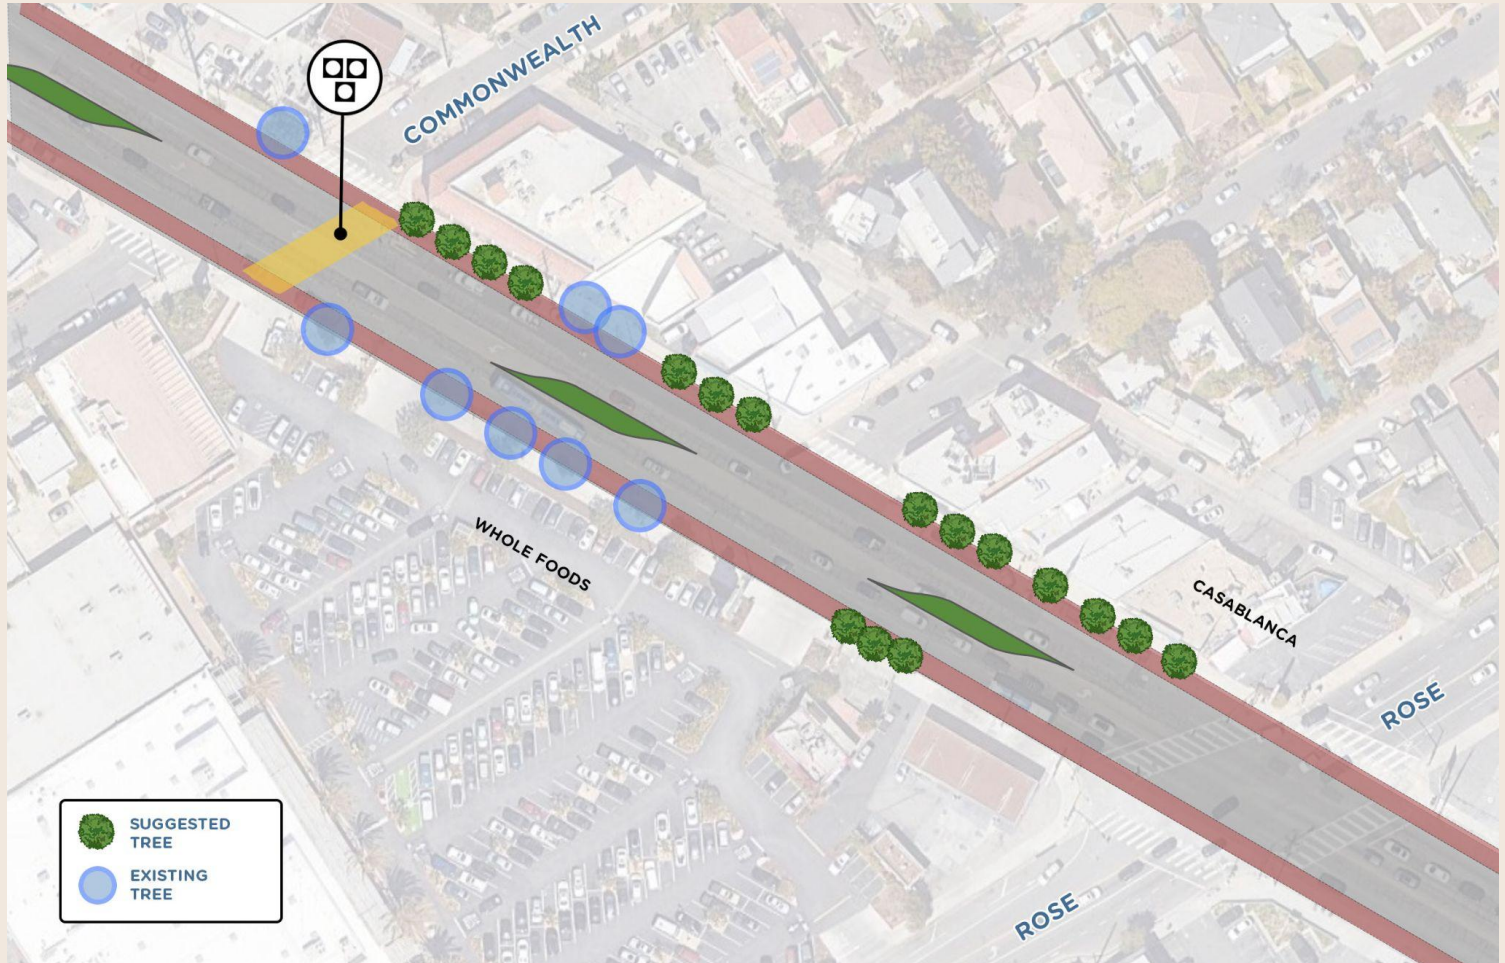 COMMONWEALTH
WHOLE FOODS
CASABLANCA
ROSE
ROSE
SUGGESTED
TREE
EXISTING
TREE